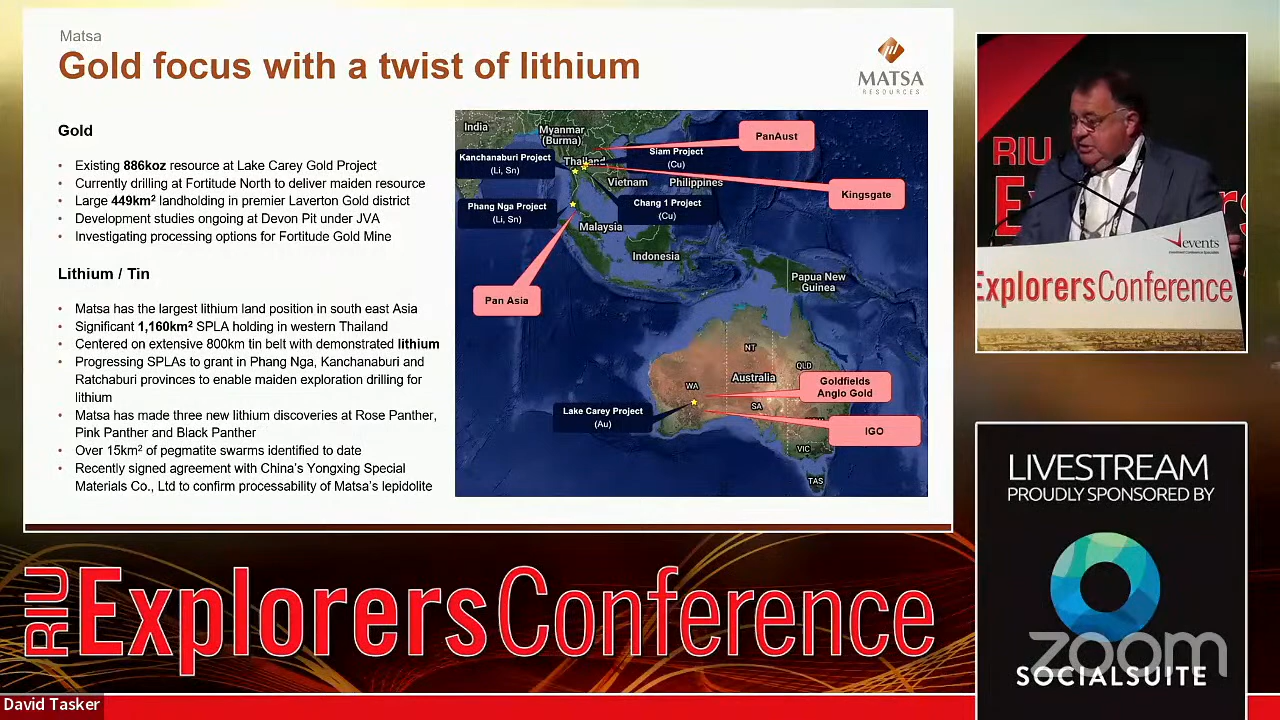 Matsa
Gold focus with a twist of lithium
MATSA
RESOURCES
Gold
• Existing 886koz resource at Lake Carey Gold Project
• Currently drilling at Fortitude North to deliver maiden resource
• Large 449km² landholding in premier Laverton Gold district
• Development studies ongoing at Devon Pit under JVA
• Investigating processing options for Fortitude Gold Mine
Lithium / Tin
• Matsa has the largest lithium land position in south east Asia
• Significant 1,160km² SPLA holding in western Thailand
• Centered on extensive 800km tin belt with demonstrated lithium
• Progressing SPLAs to grant in Phang Nga, Kanchanaburi and
Ratchaburi provinces to enable maiden exploration drilling for
lithium
• Matsa has made three new lithium discoveries at Rose Panther,
Pink Panther and Black Panther
• Over 15km² of pegmatite swarms identified to date
• Recently signed agreement with China's Yongxing Special
Materials Co., Ltd to confirm processability of Matsa's lepidolite
India
Myanmar
(Burma)
PanAust
Kanchanaburi Project
(Li, Sn)
Thailand
Siam Project
(Cu)
Vietnam
Philippines
Kingsgate
Phang Nga Project
(Li, Sn)
Chang 1 Project
(Cu)
Malaysia
Indonesia
Papua New
Guinea
Pan Asia
NT
QLD
Australia
WA
Goldfields
Anglo Gold
SA
Lake Carey Project
(Au)
IGO
VIC
TAS
RIU
Vevents
ExplorersConference
RIU ExplorersConference
LIVESTREAM
PROUDLY SPONSORED BY
zoom
SOCIALSUITE
David Tasker